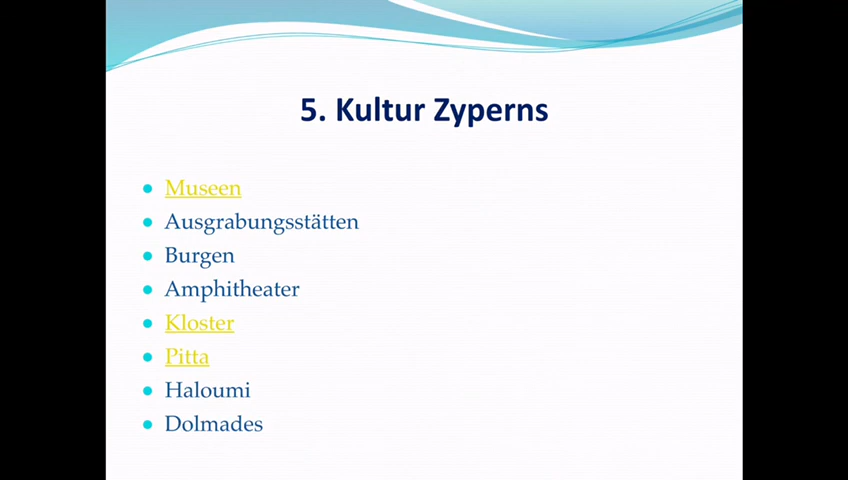 5. Kultur Zyperns
Museen
Ausgrabungsstätten
Burgen
Amphitheater
Kloster
Pitta
Haloumi
Dolmades